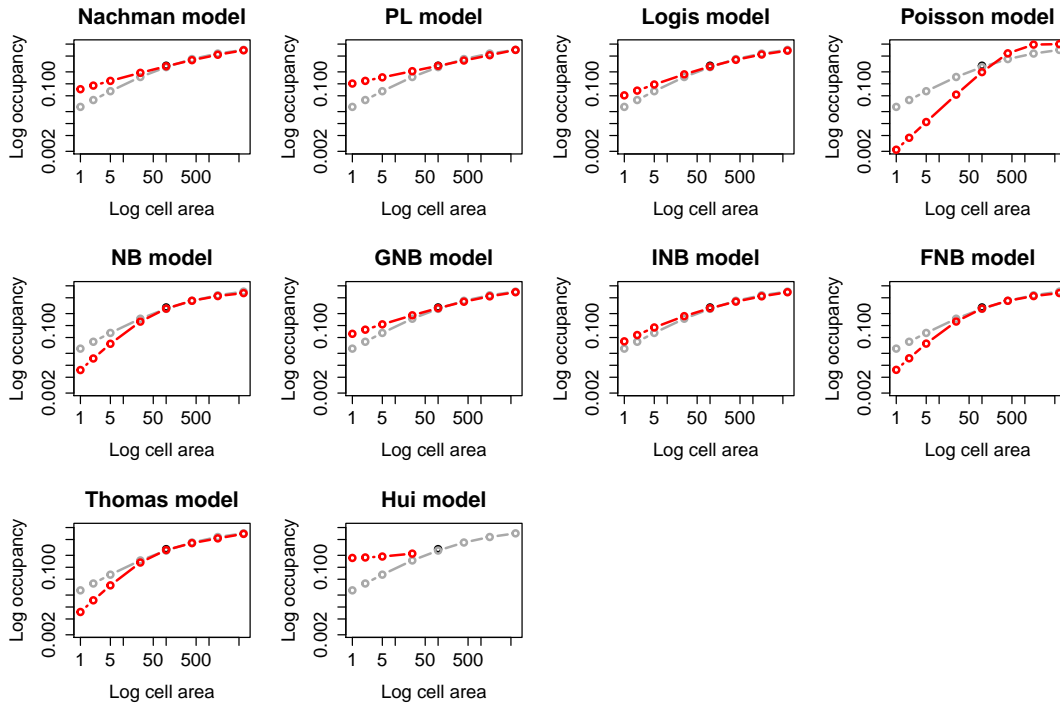 Nachman model
PL model
Logis model
Poisson model
Log occupancy
0.002
0.100
1
5
50
500
Log cell area
Log occupancy
0.002
0.100
1
5
50
500
Log cell area
Log occupancy
0.002
0.100
1
5
50
500
Log cell area
Log occupancy
0.002
0.100
1
5
50
500
Log cell area
NB model
GNB model
INB model
FNB model
Log occupancy
0.002
0.100
1
5
50
500
Log cell area
Log occupancy
0.002
0.100
1
5
50
500
Log cell area
Log occupancy
0.002
0.100
1
5
50
500
Log cell area
Log occupancy
0.002
0.100
1
5
50
500
Log cell area
Thomas model
Hui model
Log occupancy
0.002
0.100
1
5
50
500
Log cell area
Log occupancy
0.002
0.100
1
5
50
500
Log cell area